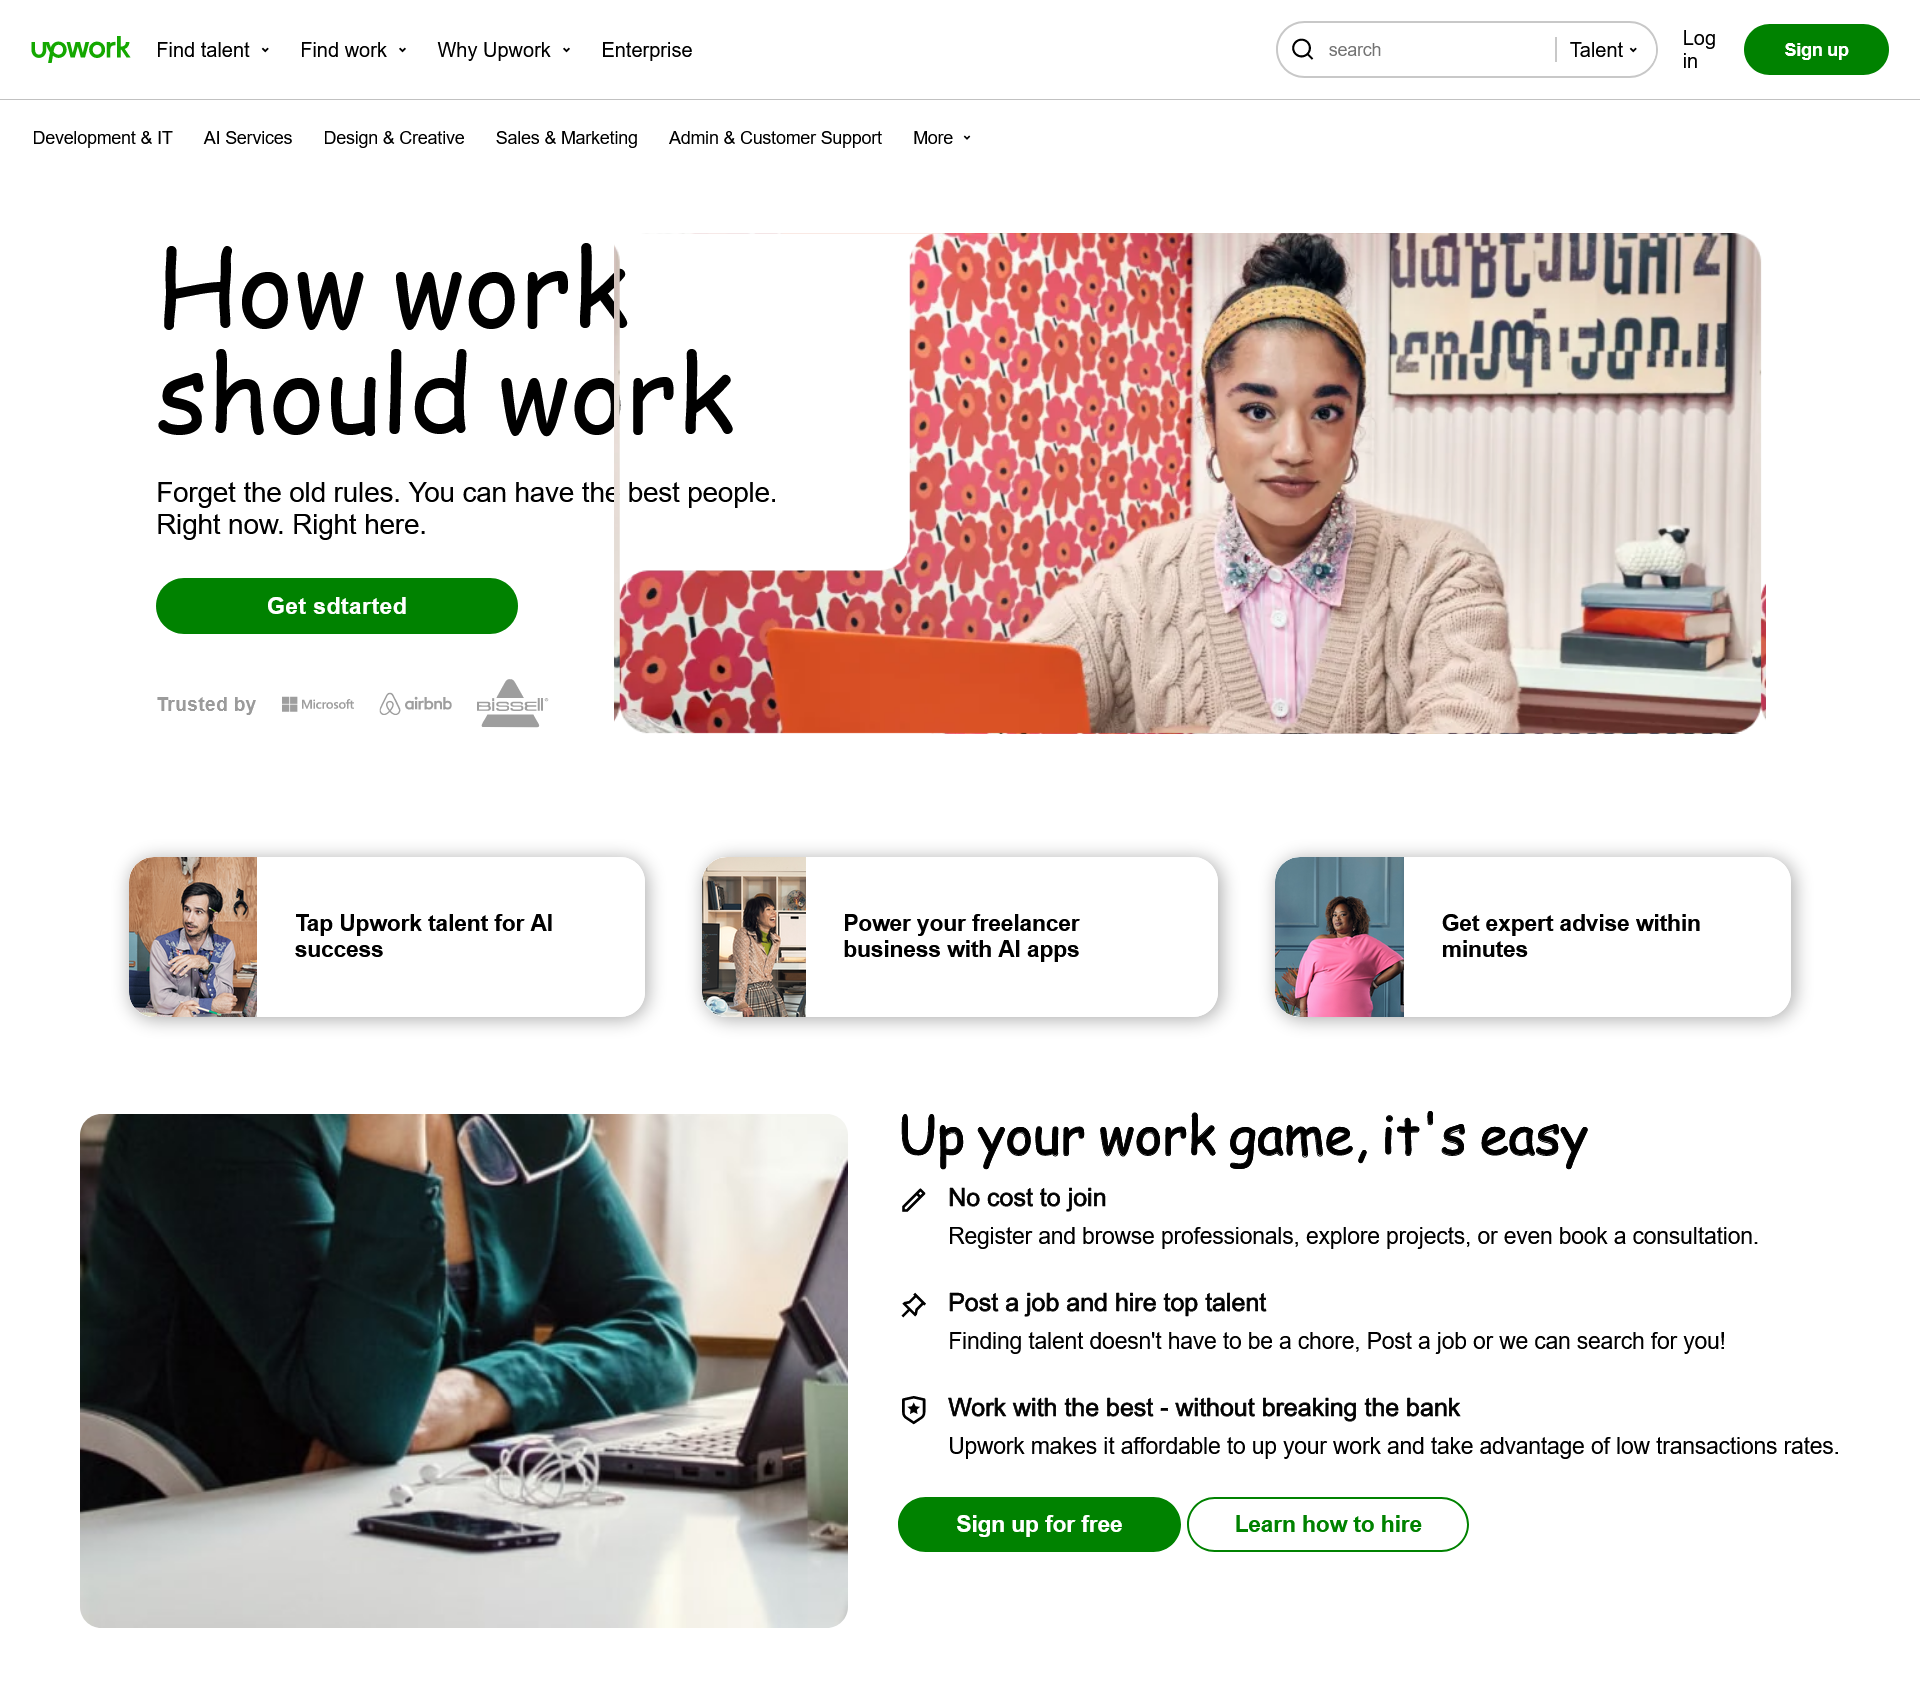 upwork Find talent Find work Why Upwork Enterprise search Talent Log in Sign up
Development & IT AI Services Design & Creative Sales & Marketing Admin & Customer Support More
How work
should work
Forget the old rules. You can have the best people.
Right now. Right here.
Get sdtarted
Trusted by Microsoft airbnb BISSELL
Tap Upwork talent for AI
success
Power your freelancer
business with AI apps
Get expert advise within
minutes
Up your work game, it's easy
No cost to join
Register and browse professionals, explore projects, or even book a consultation.
Post a job and hire top talent
Finding talent doesn't have to be a chore, Post a job or we can search for you!
Work with the best - without breaking the bank
Upwork makes it affordable to up your work and take advantage of low transactions rates.
Sign up for free Learn how to hire